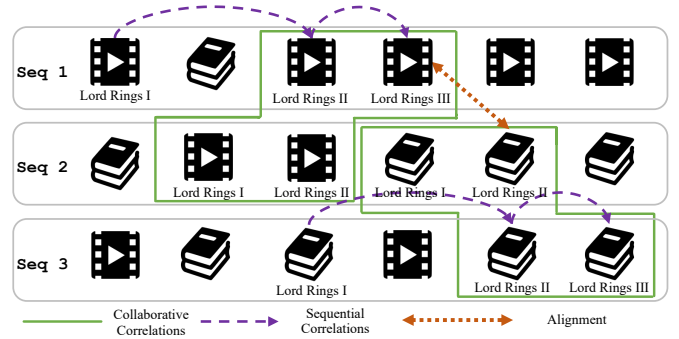 Seq 1
Lord Rings I
Lord Rings II
Lord Rings III
Seq 2
Lord Rings I
Lord Rings II
Lord Rings I
Lord Rings II
Seq 3
Lord Rings I
Lord Rings II
Lord Rings III
Collaborative
Correlations
Sequential
Correlations
Alignment